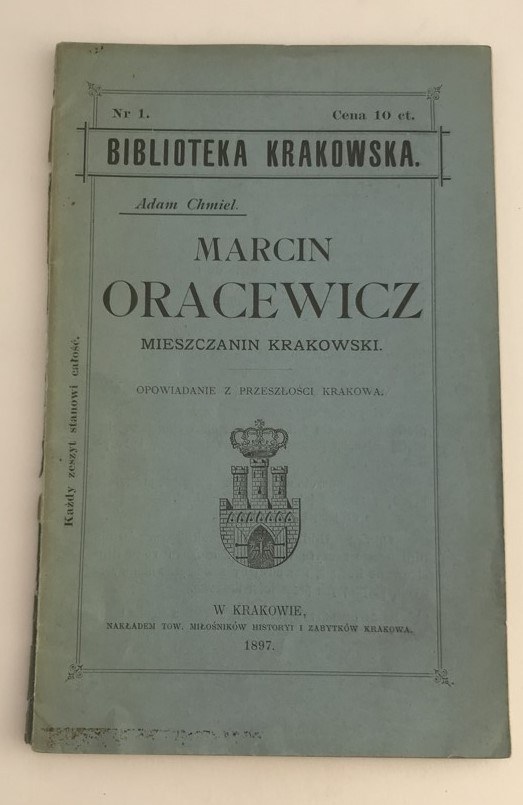 Nr 1. Cena 10 ct.
BIBLIOTEKA KRAKOWSKA.
Adam Chmiel.
MARCIN
ORACEWICZ
MIESZCZANIN KRAKOWSKI.
OPOWIADANIE Z PRZESZŁOŚCI KRAKOWA.
Każdy zeszyt stanowi całość.
W KRAKOWIE,
NAKŁADEM TOW. MIŁOŚNIKÓW HISTORYI I ZABYTKÓW KRAKOWA.
1897.